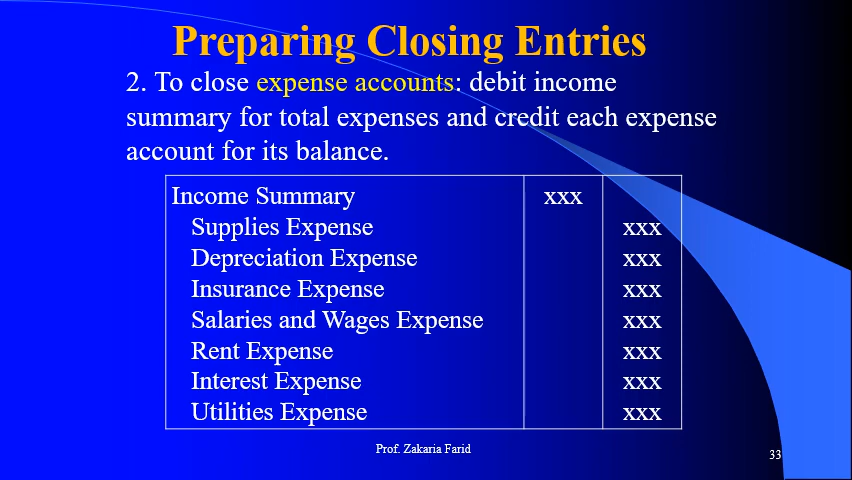 Preparing Closing Entries
2. To close expense accounts: debit income
summary for total expenses and credit each expense
account for its balance.
Income Summary xxx
Supplies Expense xxx
Depreciation Expense xxx
Insurance Expense xxx
Salaries and Wages Expense xxx
Rent Expense xxx
Interest Expense xxx
Utilities Expense xxx
Prof. Zakaria Farid
33